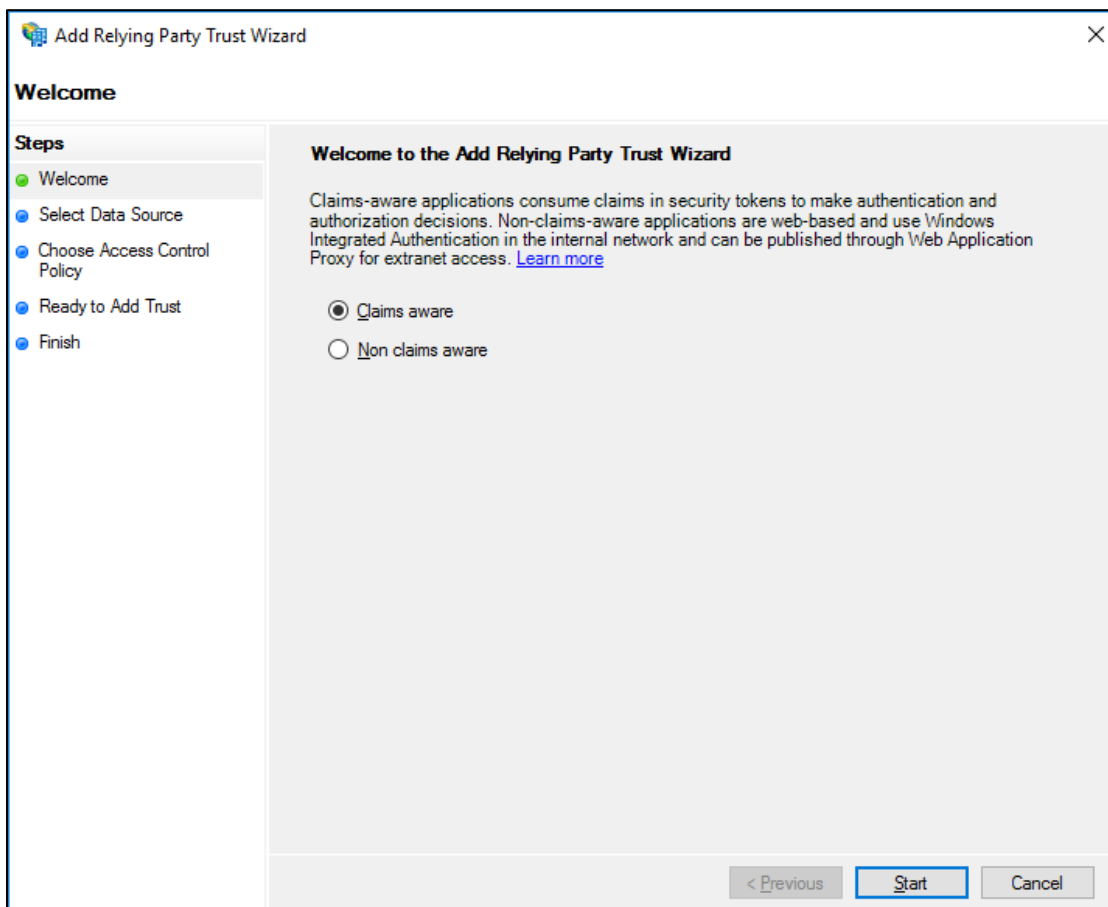 Add Relying Party Trust Wizard
Welcome
Steps
Welcome
Select Data Source
Choose Access Control
Policy
Ready to Add Trust
Finish
Welcome to the Add Relying Party Trust Wizard
Claims-aware applications consume claims in security tokens to make authentication and
authorization decisions. Non-claims-aware applications are web-based and use Windows
Integrated Authentication in the internal network and can be published through Web Application
Proxy for extranet access. Learn more
Claims aware
Non claims aware
< Previous
Start
Cancel